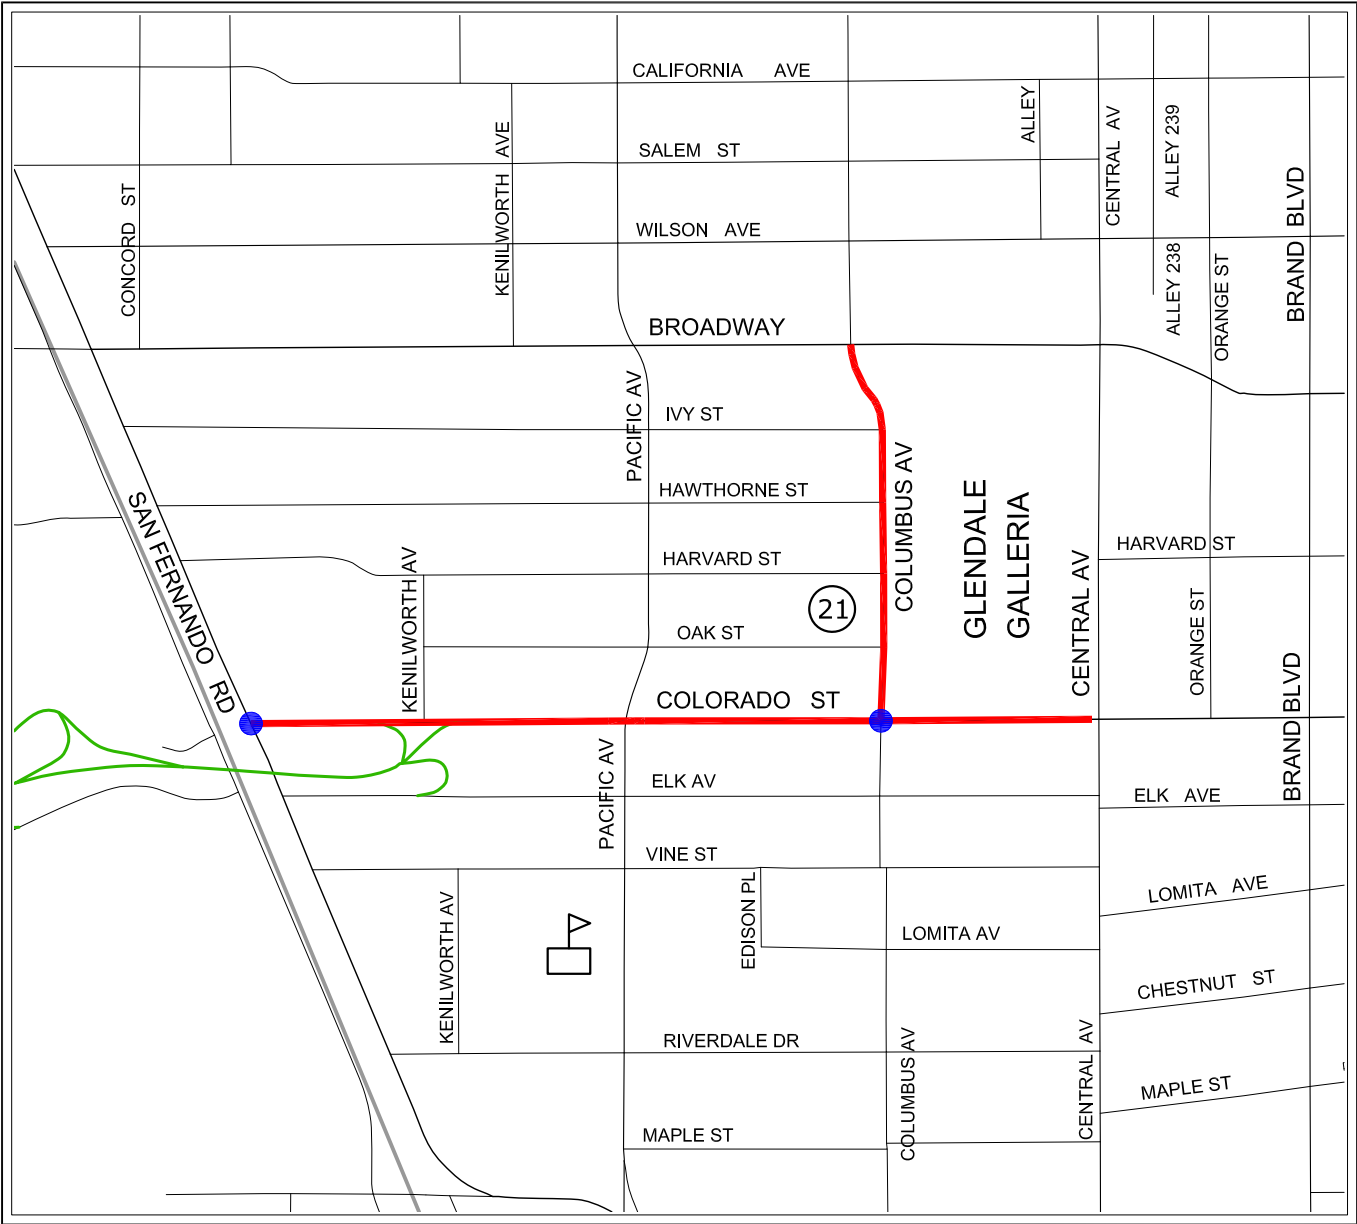 CALIFORNIA AVE
ALLEY
CENTRAL AV
ALLEY 239
KENILWORTH AVE
SALEM ST
CONCORD ST
BRAND BLVD
WILSON AVE
ALLEY 238
ORANGE ST
BROADWAY
PACIFIC AV
IVY ST
COLUMBUS AV
HAWTHORNE ST
GLENDALE
GALLERIA
SAN FERNANDO RD
HARVARD ST
HARVARD ST
KENILWORTH AV
CENTRAL AV
21
ORANGE ST
OAK ST
BRAND BLVD
COLORADO ST
PACIFIC AV
ELK AV
ELK AVE
VINE ST
EDISON PL
LOMITA AVE
KENILWORTH AV
LOMITA AV
CHESTNUT ST
RIVERDALE DR
COLUMBUS AV
CENTRAL AV
MAPLE ST
MAPLE ST